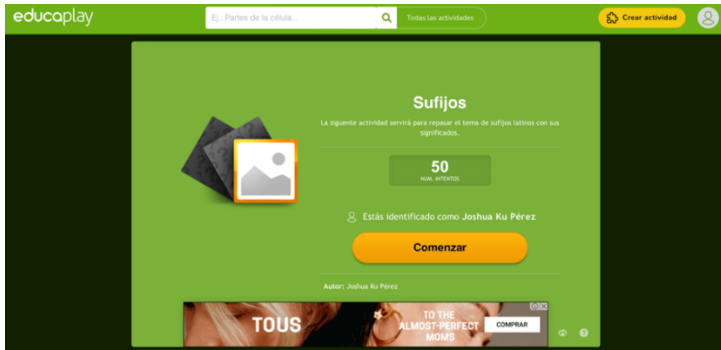 educaplay
Ej.: Partes de la célula...
Todas las actividades
Crear actividad
Sufijos
La siguente actividad servirá para repasar el tema de sufijos latinos con sus
significados.
50
NUM. INTENTOS
Estás identificado como Joshua Ku Pérez
Comenzar
Autor: Joshua Ku Pérez
TOUS
TO THE
ALMOST-PERFECT
MOMS
COMPRAR